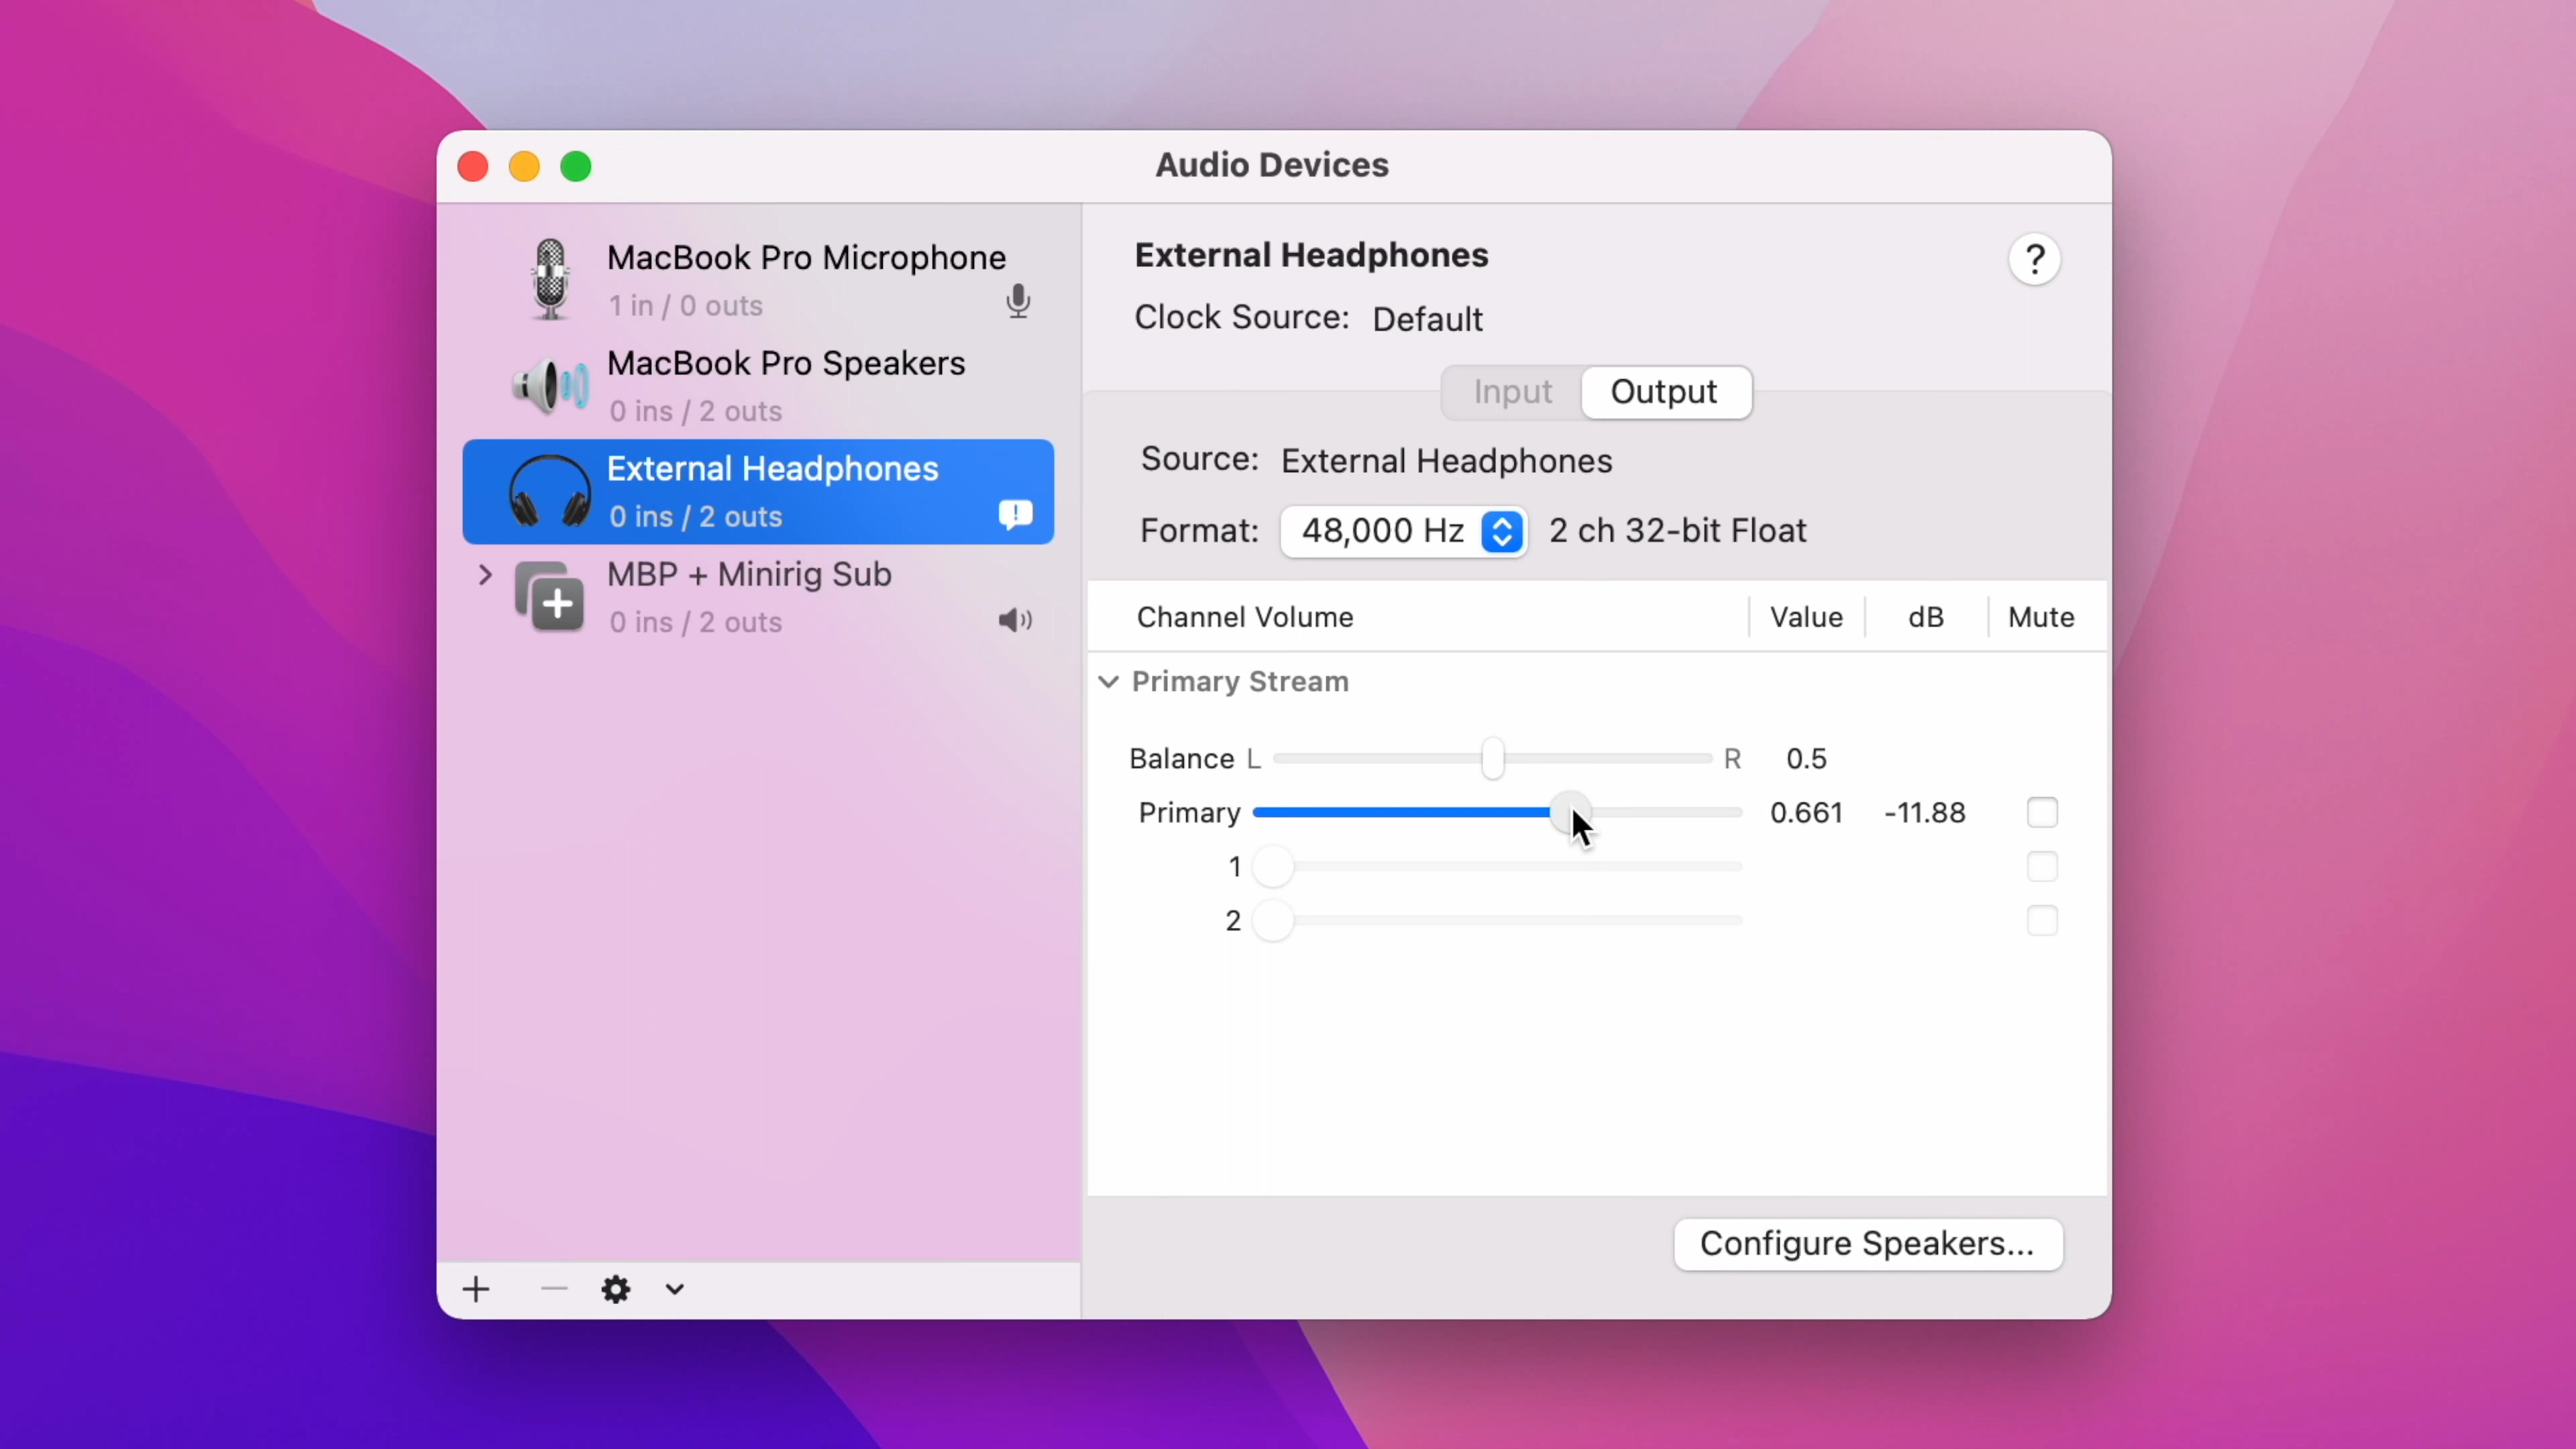 Audio Devices
MacBook Pro Microphone
1 in / 0 outs
MacBook Pro Speakers
0 ins / 2 outs
External Headphones
0 ins / 2 outs
MBP + Minirig Sub
0 ins / 2 outs
External Headphones
?
Clock Source: Default
Input Output
Source: External Headphones
Format: 48,000 Hz 2 ch 32-bit Float
Channel Volume Value dB Mute
Primary Stream
Balance L R 0.5
Primary 0.661 -11.88
1
2
Configure Speakers...